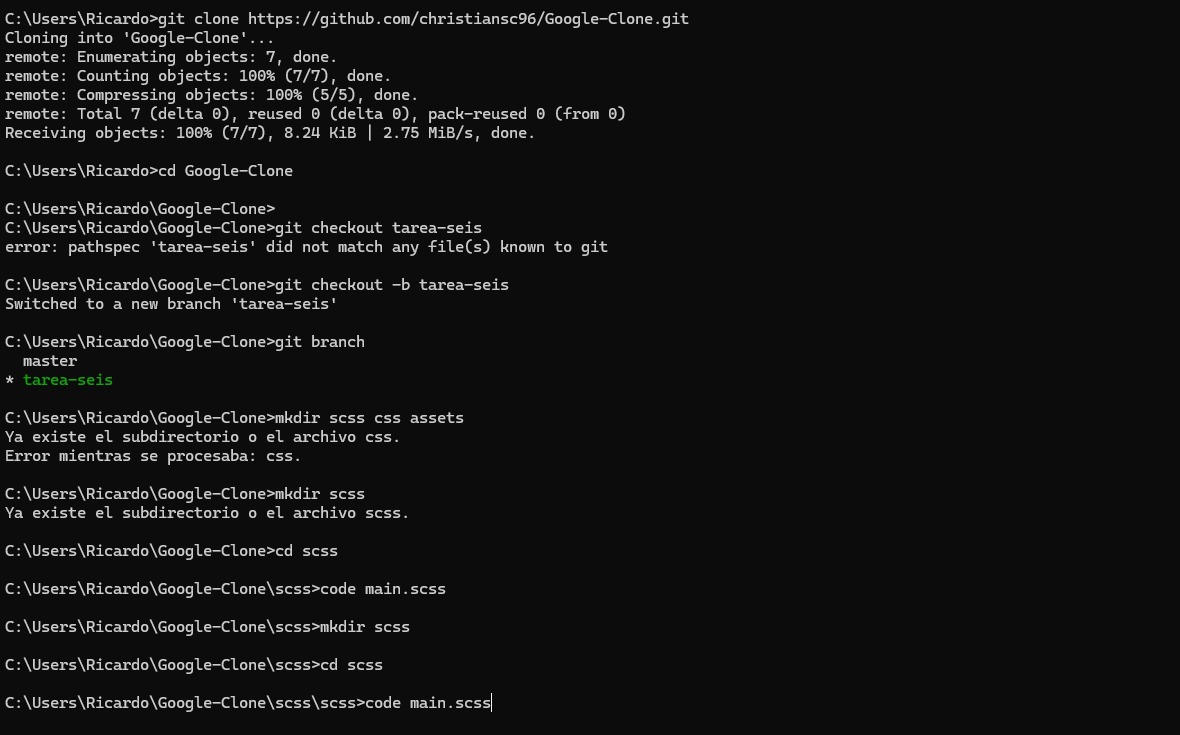 C:\Users\Ricardo>git clone https://github.com/christiansc96/Google-Clone.git
Cloning into 'Google-Clone'...
remote: Enumerating objects: 7, done.
remote: Counting objects: 100% (7/7), done.
remote: Compressing objects: 100% (5/5), done.
remote: Total 7 (delta 0), reused 0 (delta 0), pack-reused 0 (from 0)
Receiving objects: 100% (7/7), 8.24 KiB | 2.75 MiB/s, done.
C:\Users\Ricardo>cd Google-Clone
C:\Users\Ricardo\Google-Clone>
C:\Users\Ricardo\Google-Clone>git checkout tarea-seis
error: pathspec 'tarea-seis' did not match any file(s) known to git
C:\Users\Ricardo\Google-Clone>git checkout -b tarea-seis
Switched to a new branch 'tarea-seis'
C:\Users\Ricardo\Google-Clone>git branch
  master
* tarea-seis
C:\Users\Ricardo\Google-Clone>mkdir scss css assets
Ya existe el subdirectorio o el archivo css.
Error mientras se procesaba: css.
C:\Users\Ricardo\Google-Clone>mkdir scss
Ya existe el subdirectorio o el archivo scss.
C:\Users\Ricardo\Google-Clone>cd scss
C:\Users\Ricardo\Google-Clone\scss>code main.scss
C:\Users\Ricardo\Google-Clone\scss>mkdir scss
C:\Users\Ricardo\Google-Clone\scss>cd scss
C:\Users\Ricardo\Google-Clone\scss\scss>code main.scss